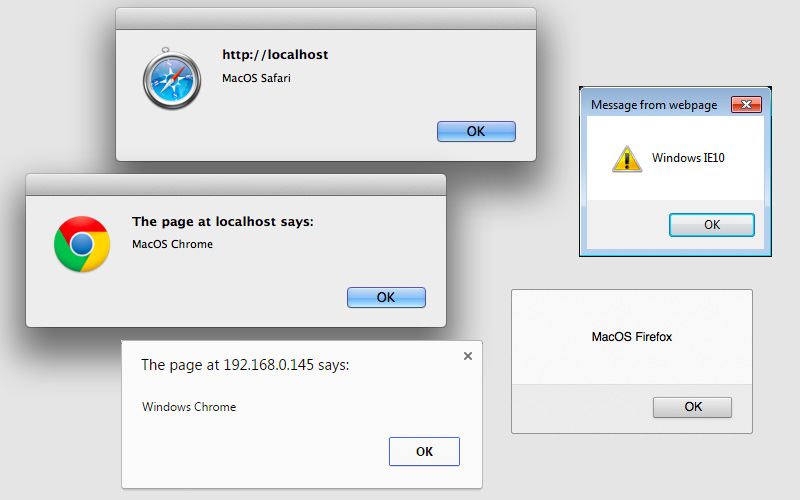 http://localhost
MacOS Safari
OK
Message from webpage
Windows IE10
OK
The page at localhost says:
MacOS Chrome
OK
MacOS Firefox
OK
The page at 192.168.0.145 says:
Windows Chrome
OK